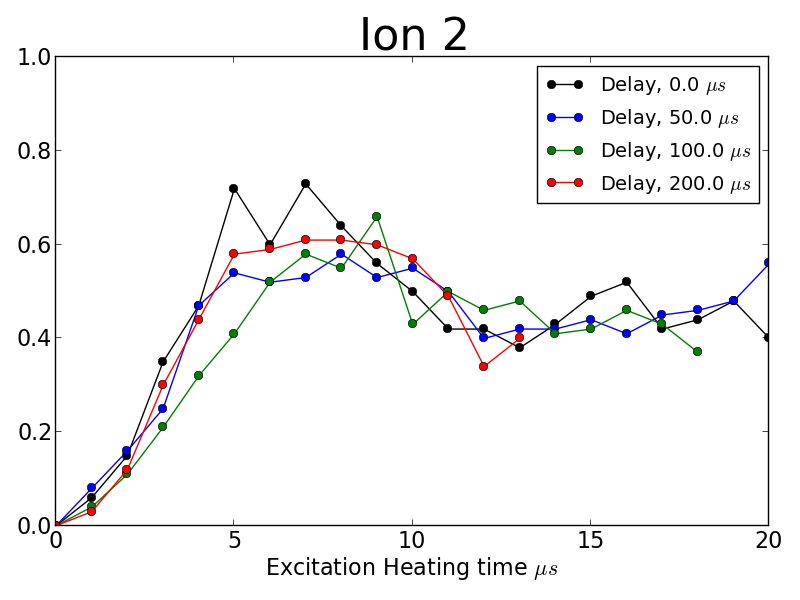 Ion 2
1.0
0.8
0.6
0.4
0.2
0.0
Delay, 0.0 μs
Delay, 50.0 μs
Delay, 100.0 μs
Delay, 200.0 μs
0 5 10 15 20
Excitation Heating time μs